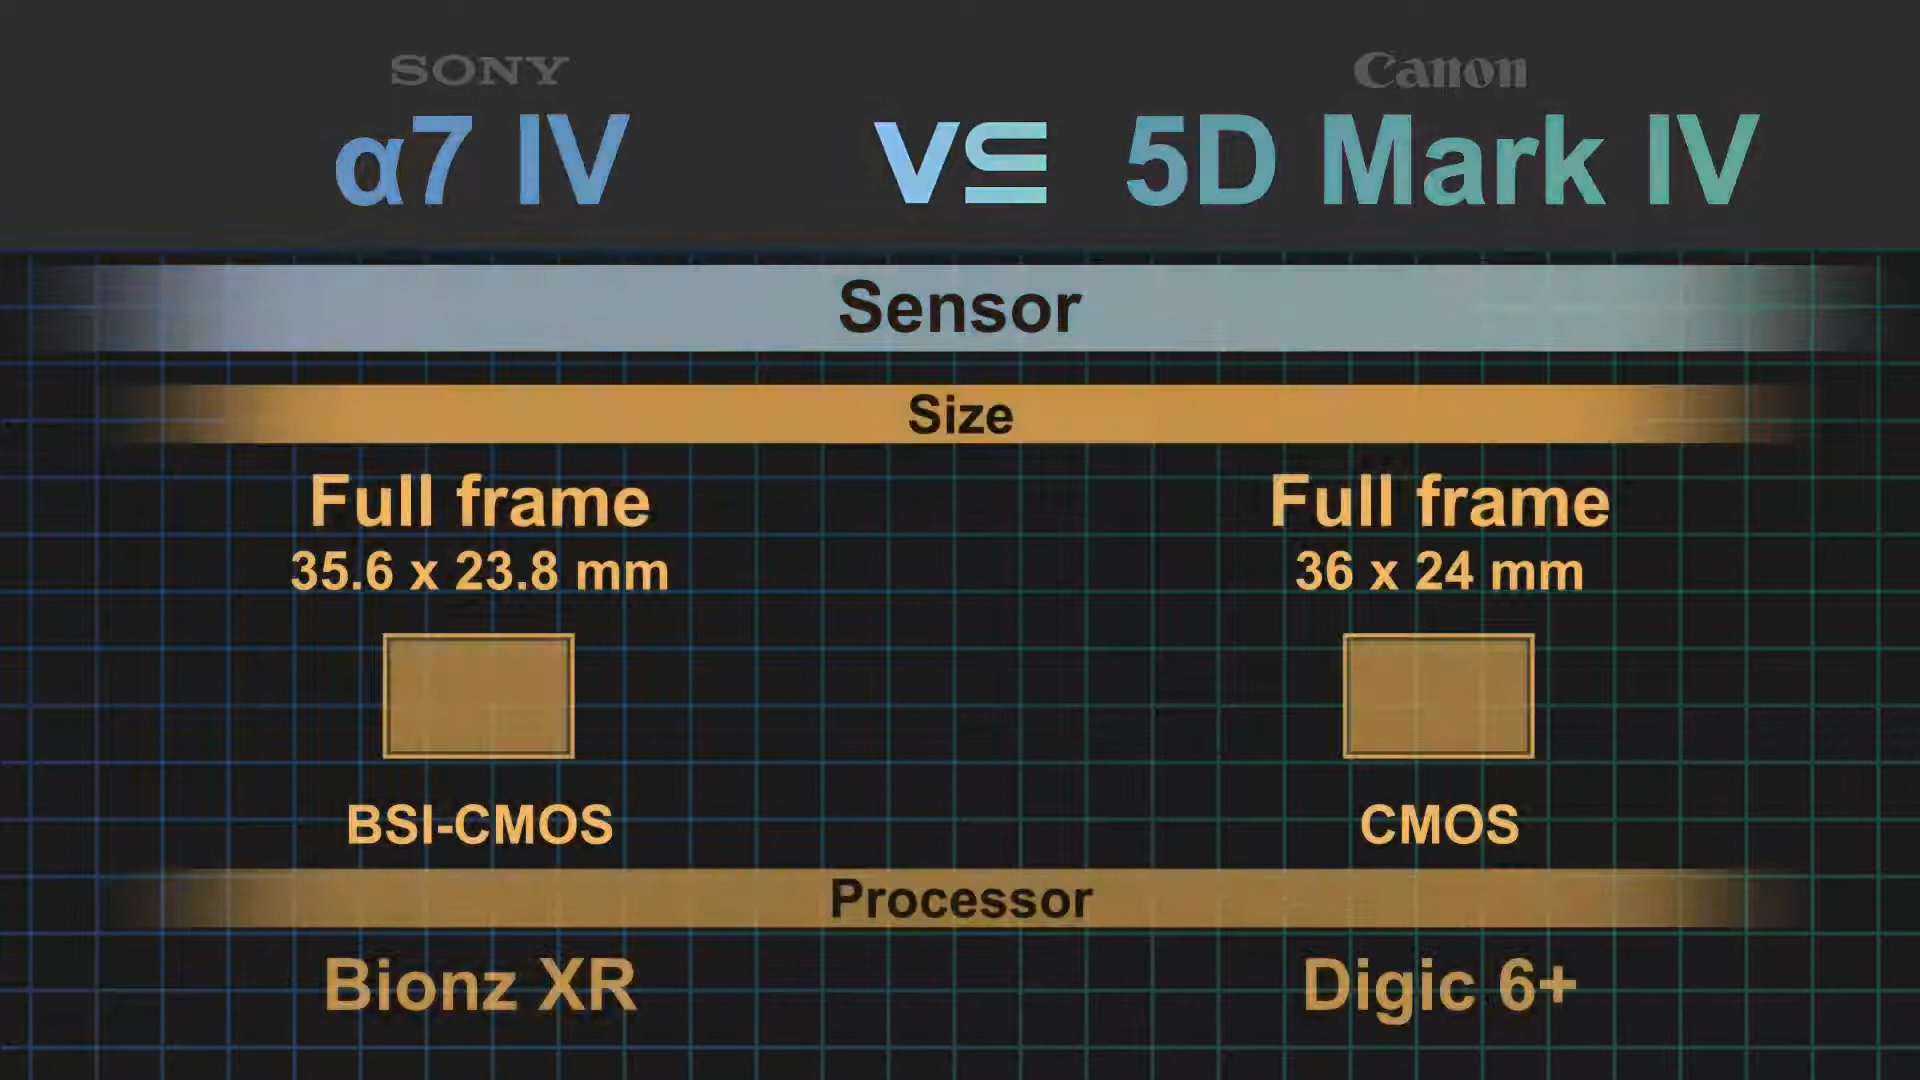 SONY
α7 IV
VS
Canon
5D Mark IV
Sensor
Size
Full frame
35.6 x 23.8 mm
Full frame
36 x 24 mm
BSI-CMOS
CMOS
Processor
Bionz XR
Digic 6+